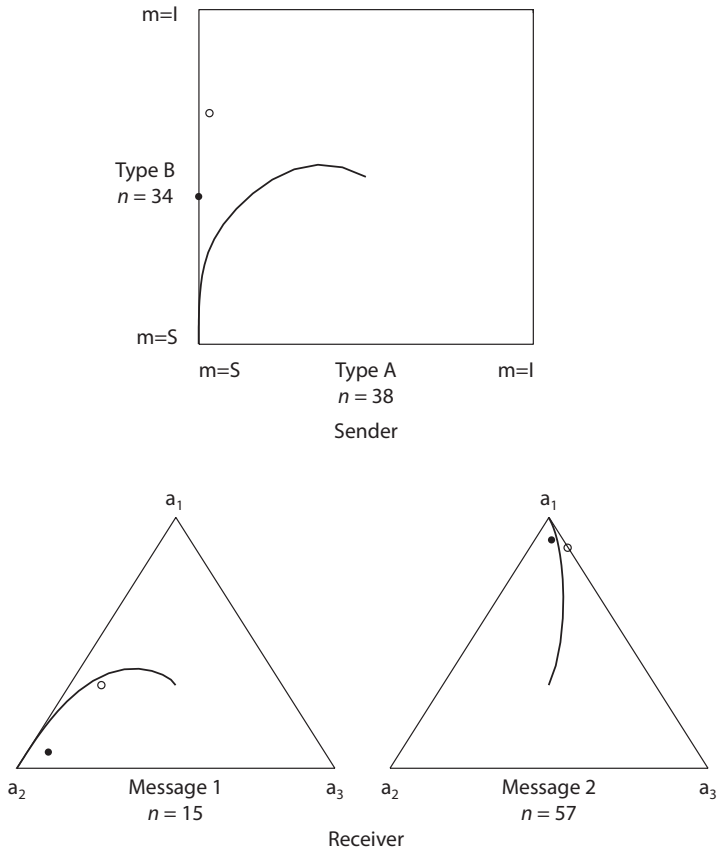 m=I
Type B
n = 34
m=S
m=S Type A m=I
n = 38
Sender
a₁ a₁
a₂ Message 1 a₃ a₂ Message 2 a₃
n = 15 n = 57
Receiver